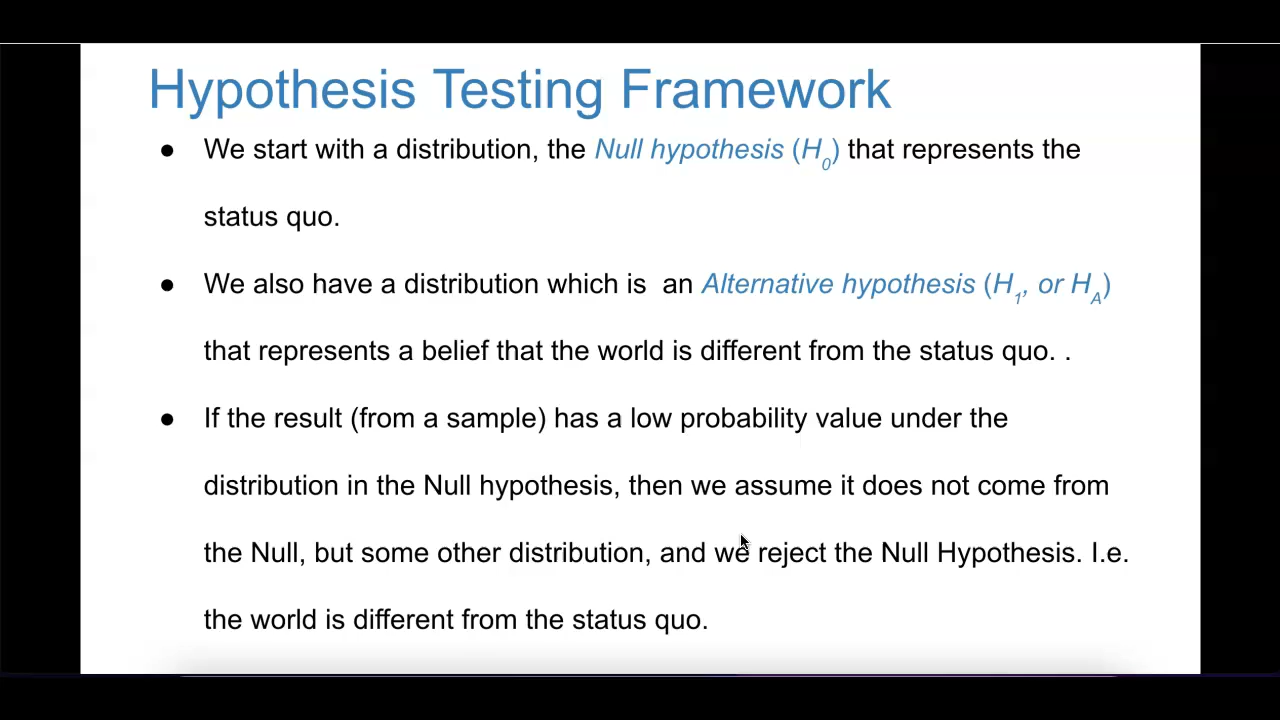 Hypothesis Testing Framework
● We start with a distribution, the Null hypothesis (H0) that represents the
status quo.
● We also have a distribution which is  an Alternative hypothesis (H1, or HA)
that represents a belief that the world is different from the status quo. .
● If the result (from a sample) has a low probability value under the
distribution in the Null hypothesis, then we assume it does not come from
the Null, but some other distribution, and we reject the Null Hypothesis. I.e.
the world is different from the status quo.